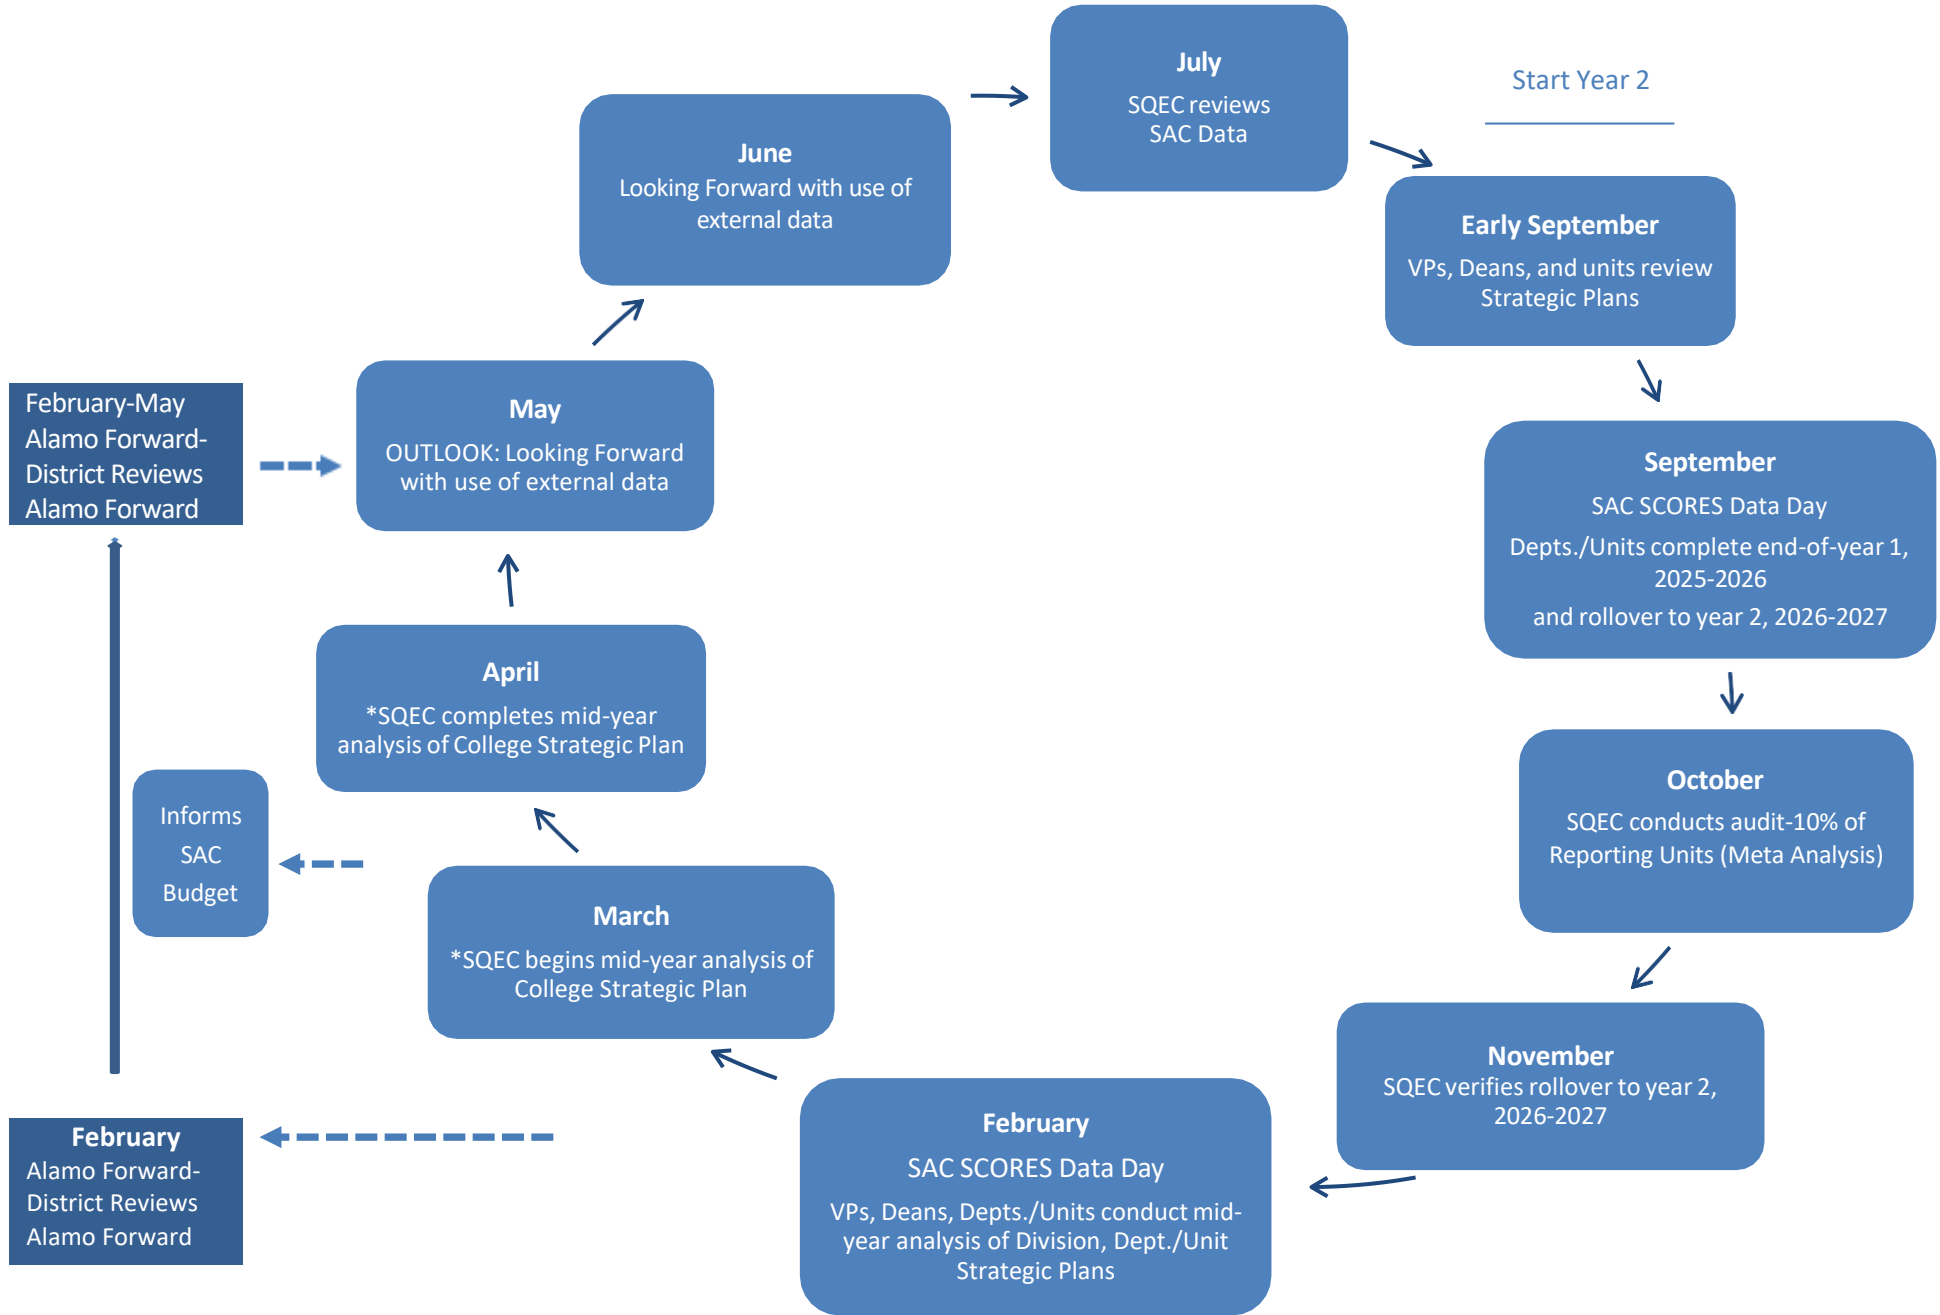 July
SQEC reviews
SAC Data
Start Year 2
June
Looking Forward with use of
external data
Early September
VPs, Deans, and units review
Strategic Plans
February-May
Alamo Forward-
District Reviews
Alamo Forward
May
OUTLOOK: Looking Forward
with use of external data
September
SAC SCORES Data Day
Depts./Units complete end-of-year 1,
2025-2026
and rollover to year 2, 2026-2027
April
*SQEC completes mid-year
analysis of College Strategic Plan
October
SQEC conducts audit-10% of
Reporting Units (Meta Analysis)
Informs
SAC
Budget
March
*SQEC begins mid-year analysis of
College Strategic Plan
November
SQEC verifies rollover to year 2,
2026-2027
February
SAC SCORES Data Day
VPs, Deans, Depts./Units conduct mid-
year analysis of Division, Dept./Unit
Strategic Plans
February
Alamo Forward-
District Reviews
Alamo Forward